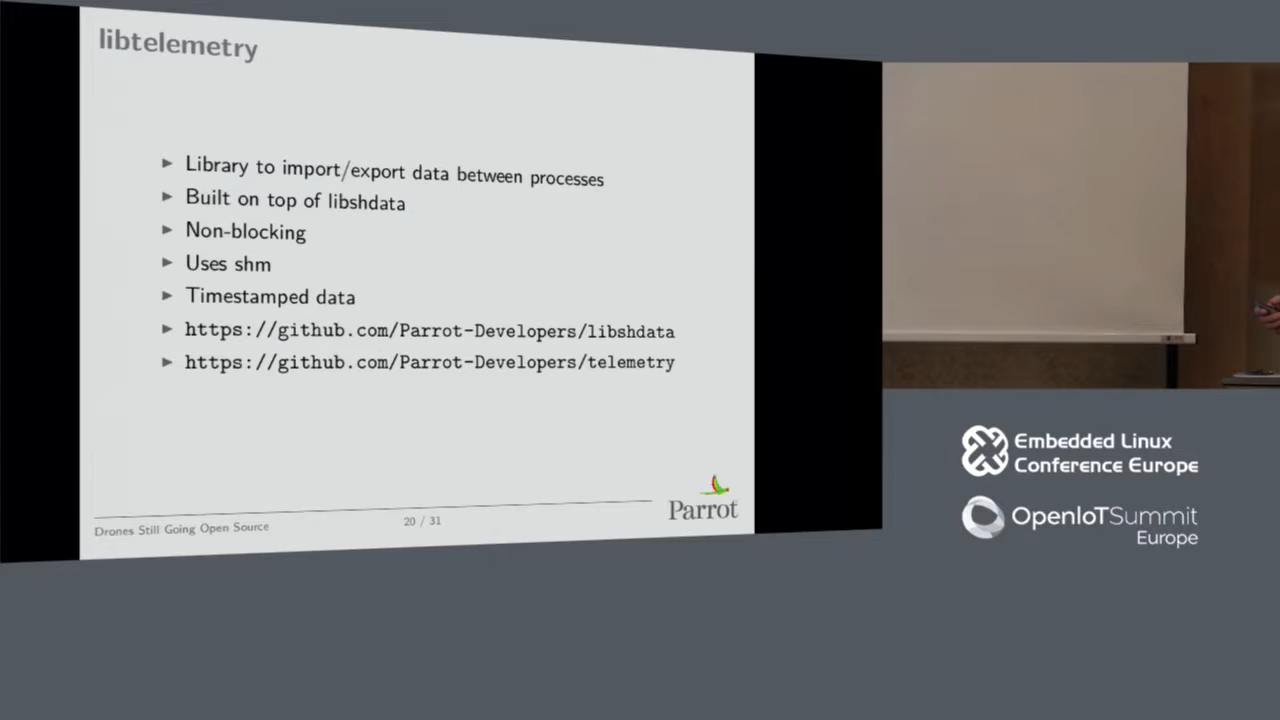 libtelemetry
▶ Library to import/export data between processes
▶ Built on top of libshdata
▶ Non-blocking
▶ Uses shm
▶ Timestamped data
▶ https://github.com/Parrot-Developers/libshdata
▶ https://github.com/Parrot-Developers/telemetry
Drones Still Going Open Source
20 / 31
Parrot
Embedded Linux
Conference Europe
OpenIoTSummit
Europe